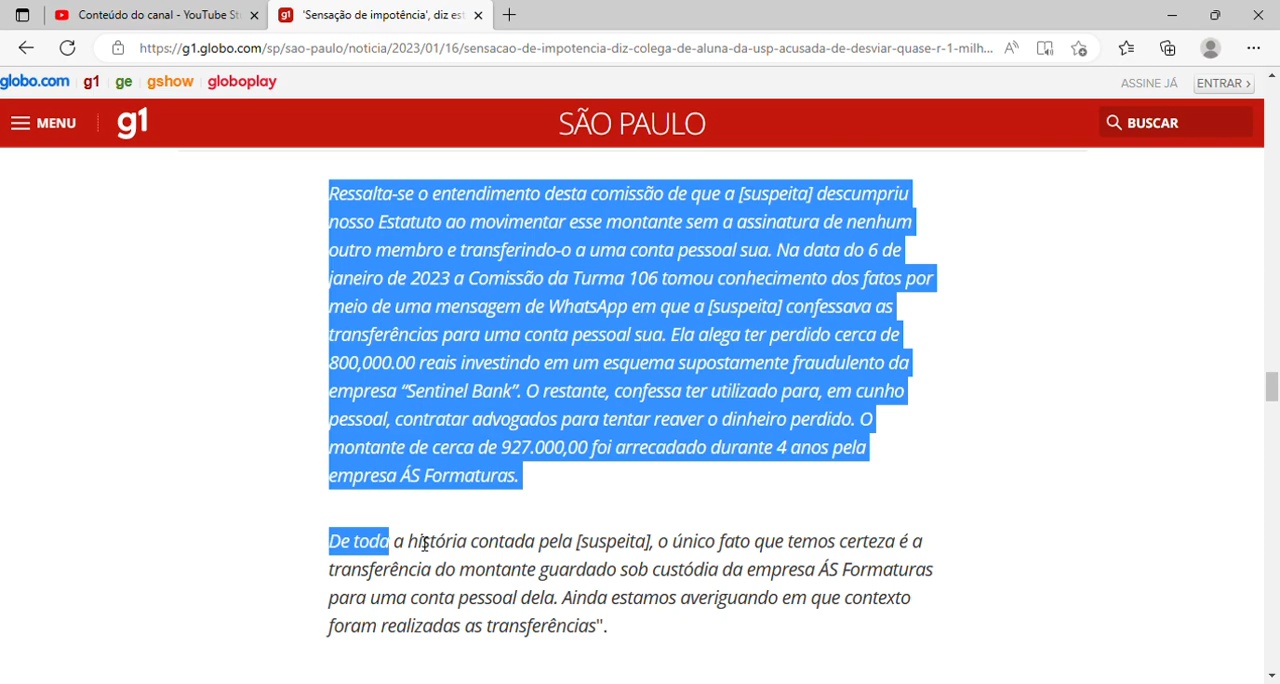 Conteúdo do canal - YouTube St
'Sensação de impotência', diz est
https://g1.globo.com/sp/sao-paulo/noticia/2023/01/16/sensacao-de-impotencia-diz-colega-de-aluna-da-usp-acusada-de-desviar-quase-r-1-milh...
globo.com g1 ge gshow globoplay
ASSINE JÁ ENTRAR ›
MENU g1 SÃO PAULO BUSCAR
Ressalta-se o entendimento desta comissão de que a [suspeita] descumpriu
nosso Estatuto ao movimentar esse montante sem a assinatura de nenhum
outro membro e transferindo-o a uma conta pessoal sua. Na data do 6 de
janeiro de 2023 a Comissão da Turma 106 tomou conhecimento dos fatos por
meio de uma mensagem de WhatsApp em que a [suspeita] confessava as
transferências para uma conta pessoal sua. Ela alega ter perdido cerca de
800,000.00 reais investindo em um esquema supostamente fraudulento da
empresa “Sentinel Bank”. O restante, confessa ter utilizado para, em cunho
pessoal, contratar advogados para tentar reaver o dinheiro perdido. O
montante de cerca de 927.000,00 foi arrecadado durante 4 anos pela
empresa ÁS Formaturas.
De toda a história contada pela [suspeita], o único fato que temos certeza é a
transferência do montante guardado sob custódia da empresa ÁS Formaturas
para uma conta pessoal dela. Ainda estamos averiguando em que contexto
foram realizadas as transferências".